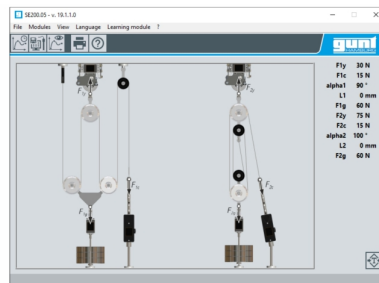 SE200.05 - v. 19.1.1.0
File Modules View Language Learning module ?
gunt
F1y 30 N
F1c 15 N
alpha1 90 °
L1 0 mm
F1g 60 N
F2y 75 N
F2c 15 N
alpha2 100 °
L2 0 mm
F2g 60 N